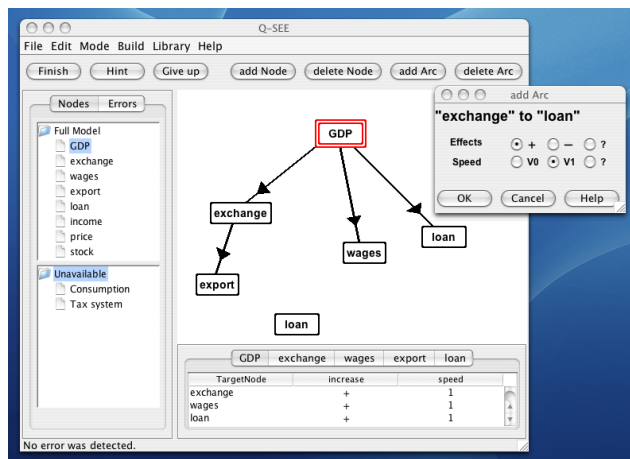 Q-SEE
File Edit Mode Build Library Help
Finish Hint Give up add Node delete Node add Arc delete Arc
Nodes Errors
Full Model
GDP
exchange
wages
export
loan
income
price
stock
Unavailable
Consumption
Tax system
GDP
exchange
wages
loan
export
loan
GDP exchange wages export loan
TargetNode increase speed
exchange + 1
wages + 1
loan + 1
No error was detected.
add Arc
"exchange" to "loan"
Effects + − ?
Speed V0 V1 ?
OK Cancel Help